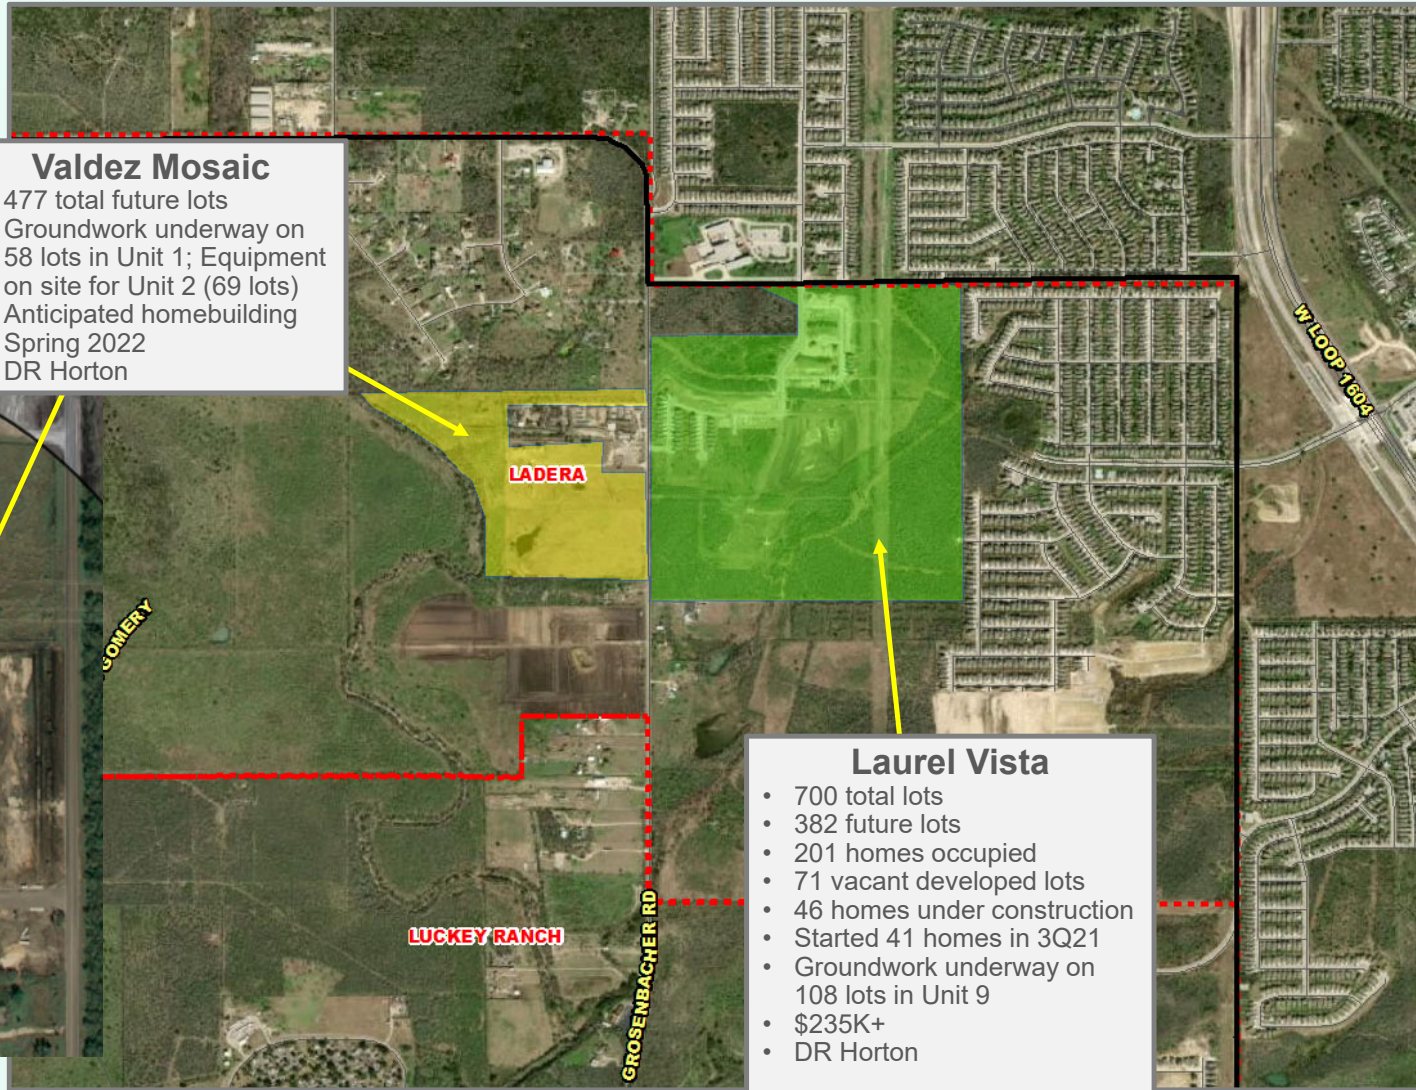 Valdez Mosaic
477 total future lots
Groundwork underway on
58 lots in Unit 1; Equipment
on site for Unit 2 (69 lots)
Anticipated homebuilding
Spring 2022
DR Horton
W LOOP 1604
LADERA
GOMERY
Laurel Vista
• 700 total lots
• 382 future lots
• 201 homes occupied
• 71 vacant developed lots
• 46 homes under construction
• Started 41 homes in 3Q21
• Groundwork underway on
108 lots in Unit 9
• $235K+
• DR Horton
LUCKEY RANCH
GROSENBACHER RD